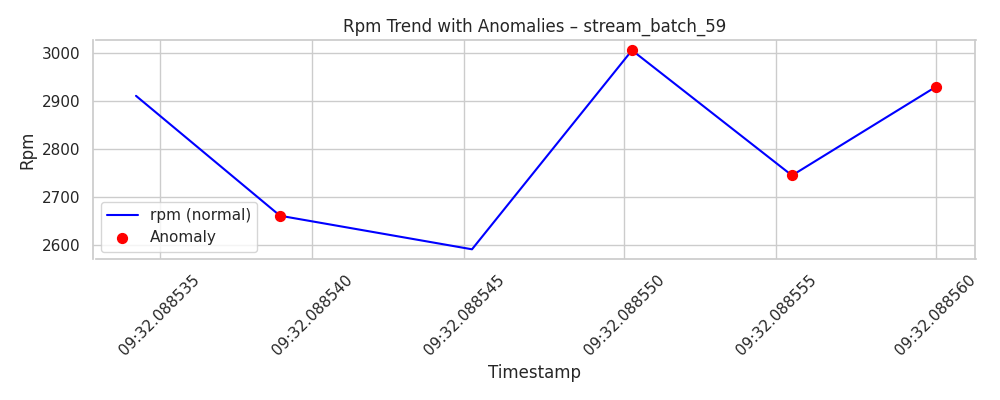 Rpm Trend with Anomalies – stream_batch_59
3000
2900
2800
2700
2600
Rpm
rpm (normal)
Anomaly
09:32.088535
09:32.088540
09:32.088545
09:32.088550
09:32.088555
09:32.088560
Timestamp